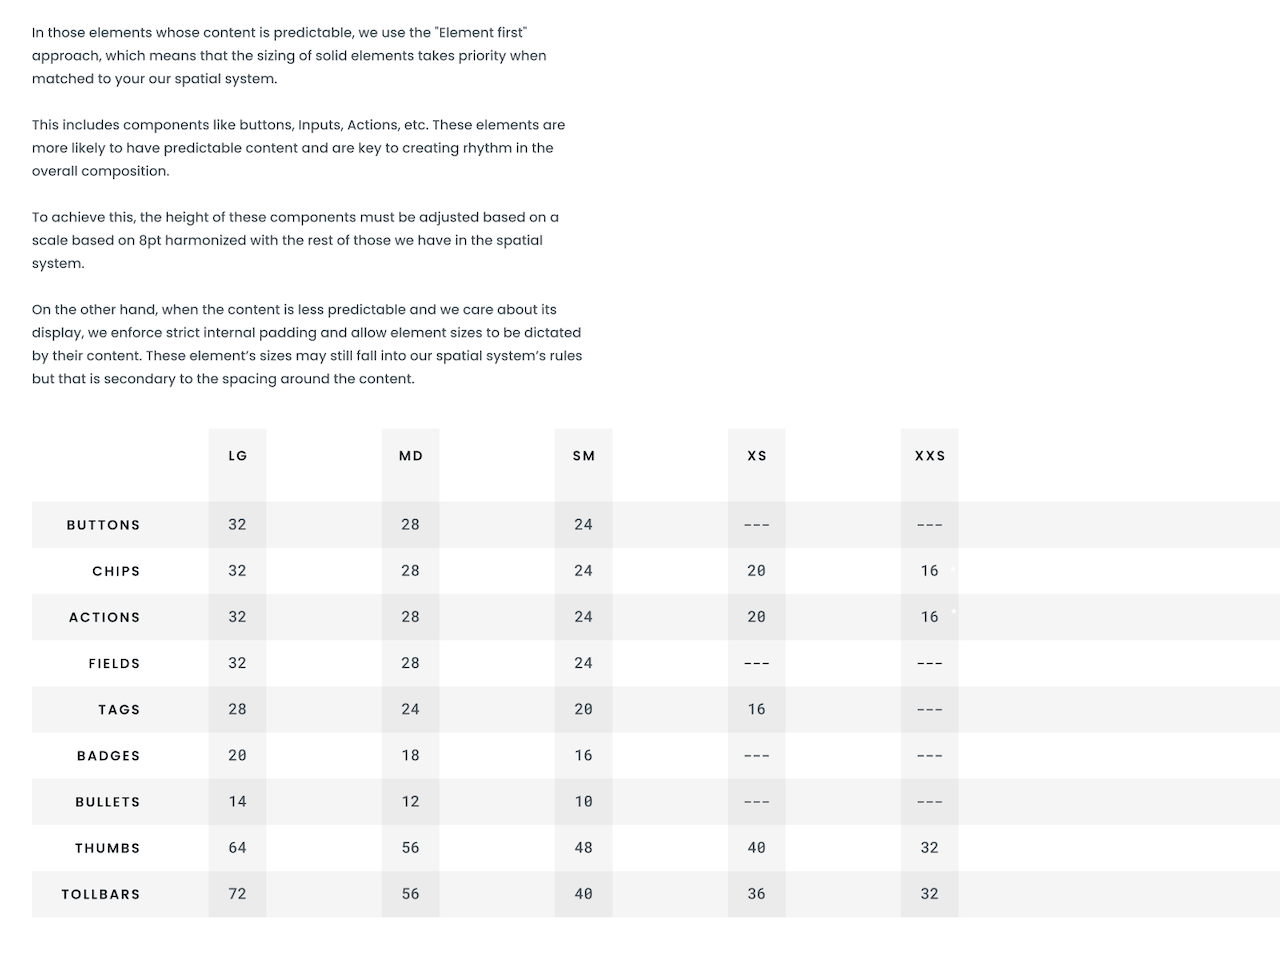 In those elements whose content is predictable, we use the "Element first"
approach, which means that the sizing of solid elements takes priority when
matched to your our spatial system.
This includes components like buttons, Inputs, Actions, etc. These elements are
more likely to have predictable content and are key to creating rhythm in the
overall composition.
To achieve this, the height of these components must be adjusted based on a
scale based on 8pt harmonized with the rest of those we have in the spatial
system.
On the other hand, when the content is less predictable and we care about its
display, we enforce strict internal padding and allow element sizes to be dictated
by their content. These element’s sizes may still fall into our spatial system’s rules
but that is secondary to the spacing around the content.
LG MD SM XS XXS
BUTTONS 32 28 24 --- ---
CHIPS 32 28 24 20 16
ACTIONS 32 28 24 20 16
FIELDS 32 28 24 --- ---
TAGS 28 24 20 16 ---
BADGES 20 18 16 --- ---
BULLETS 14 12 10 --- ---
THUMBS 64 56 48 40 32
TOLLBARS 72 56 40 36 32